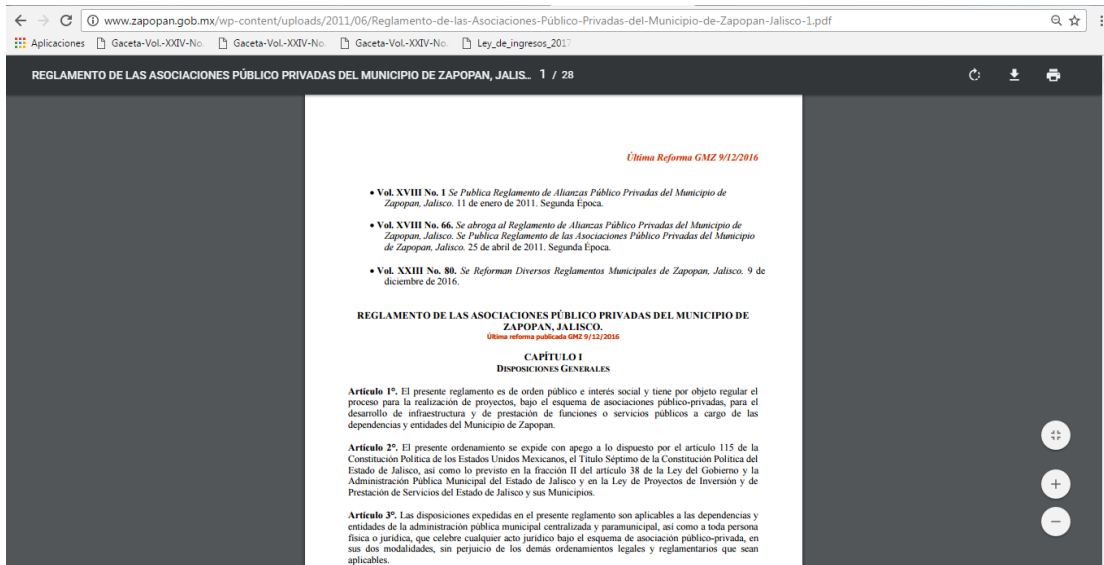 www.zapopan.gob.mx/wp-content/uploads/2011/06/Reglamento-de-las-Asociaciones-Público-Privadas-del-Municipio-de-Zapopan-Jalisco-1.pdf
Aplicaciones Gaceta-Vol.-XXIV-No. Gaceta-Vol.-XXIV-No. Gaceta-Vol.-XXIV-No. Ley_de_ingresos_2017
REGLAMENTO DE LAS ASOCIACIONES PÚBLICO PRIVADAS DEL MUNICIPIO DE ZAPOPAN, JALIS... 1 / 28
Última Reforma GMZ 9/12/2016
• Vol. XVIII No. 1 Se Publica Reglamento de Alianzas Público Privadas del Municipio de
Zapopan, Jalisco. 11 de enero de 2011. Segunda Época.
• Vol. XVIII No. 66. Se abroga al Reglamento de Alianzas Público Privadas del Municipio de
Zapopan, Jalisco. Se Publica Reglamento de las Asociaciones Público Privadas del Municipio
de Zapopan, Jalisco. 25 de abril de 2011. Segunda Época.
• Vol. XXIII No. 80. Se Reforman Diversos Reglamentos Municipales de Zapopan, Jalisco. 9 de
diciembre de 2016.
REGLAMENTO DE LAS ASOCIACIONES PÚBLICO PRIVADAS DEL MUNICIPIO DE
ZAPOPAN, JALISCO.
Última reforma publicada GMZ 9/12/2016
CAPÍTULO I
DISPOSICIONES GENERALES
Artículo 1°. El presente reglamento es de orden público e interés social y tiene por objeto regular el
proceso para la realización de proyectos, bajo el esquema de asociaciones público-privadas, para el
desarrollo de infraestructura y de prestación de funciones o servicios públicos a cargo de las
dependencias y entidades del Municipio de Zapopan.
Artículo 2°. El presente ordenamiento se expide con apego a lo dispuesto por el artículo 115 de la
Constitución Política de los Estados Unidos Mexicanos, el Título Séptimo de la Constitución Política del
Estado de Jalisco, así como lo previsto en la fracción II del artículo 38 de la Ley del Gobierno y la
Administración Pública Municipal del Estado de Jalisco y en la Ley de Proyectos de Inversión y de
Prestación de Servicios del Estado de Jalisco y sus Municipios.
Artículo 3°. Las disposiciones expedidas en el presente reglamento son aplicables a las dependencias y
entidades de la administración pública municipal centralizada y paramunicipal, así como a toda persona
física o jurídica, que celebre cualquier acto jurídico bajo el esquema de asociación público-privada, en
sus dos modalidades, sin perjuicio de los demás ordenamientos legales y reglamentarios que sean
aplicables.